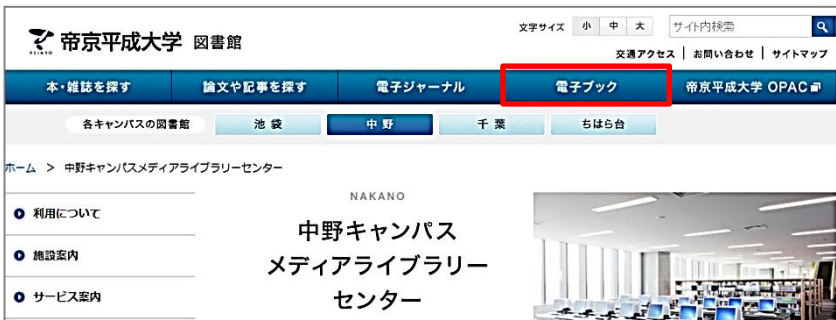 帝京平成大学 図書館
文字サイズ 小 中 大 サイト内検索
交通アクセス | お問い合わせ | サイトマップ
本・雑誌を探す 論文や記事を探す 電子ジャーナル 電子ブック 帝京平成大学 OPAC
各キャンパスの図書館 池袋 中野 千葉 ちはら台
ホーム > 中野キャンパスメディアライブラリーセンター
利用について
施設案内
サービス案内
NAKANO
中野キャンパス
メディアライブラリー
センター